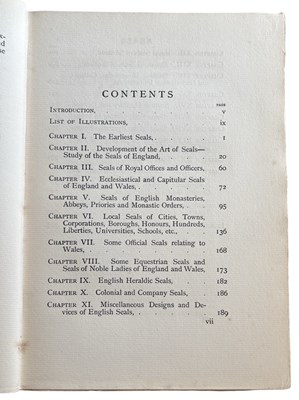 CONTENTS
PAGE
INTRODUCTION, v
LIST OF ILLUSTRATIONS, ix
CHAPTER I. The Earliest Seals, 1
CHAPTER II. Development of the Art of Seals—
Study of the Seals of England, 20
CHAPTER III. Seals of Royal Offices and Officers, 60
CHAPTER IV. Ecclesiastical and Capitular Seals
of England and Wales, 72
CHAPTER V. Seals of English Monasteries,
Abbeys, Priories and Monastic Orders, 95
CHAPTER VI. Local Seals of Cities, Towns,
Corporations, Boroughs, Honours, Hundreds,
Liberties, Universities, Schools, etc., 136
CHAPTER VII. Some Official Seals relating to
Wales, 168
CHAPTER VIII. Some Equestrian Seals and
Seals of Noble Ladies of England and Wales, 173
CHAPTER IX. English Heraldic Seals, 182
CHAPTER X. Colonial and Company Seals, 186
CHAPTER XI. Miscellaneous Designs and De-
vices of English Seals, 189
vii